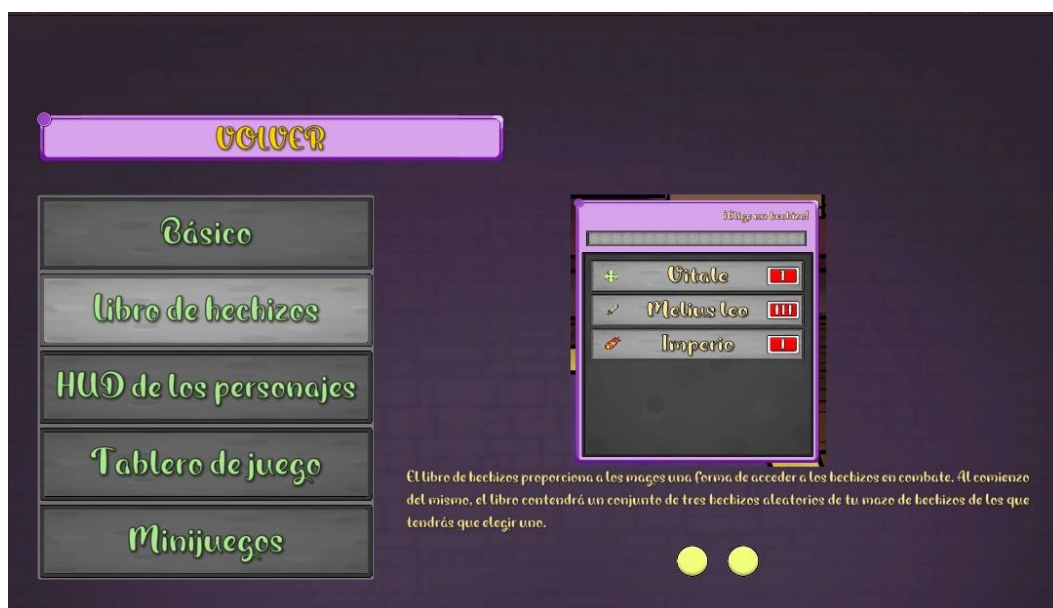 VOLVER
Básico
Libro de hechizos
HUD de los personajes
Tablero de juego
Minijuegos
¡Elige un hechizo!
Vitale I
Melius leo III
Imperio I
El libro de hechizos proporciona a los magos una forma de acceder a los hechizos en combate. Al comienzo
del mismo, el libro contendrá un conjunto de tres hechizos aleatorios de tu mazo de hechizos de los que
tendrás que elegir uno.